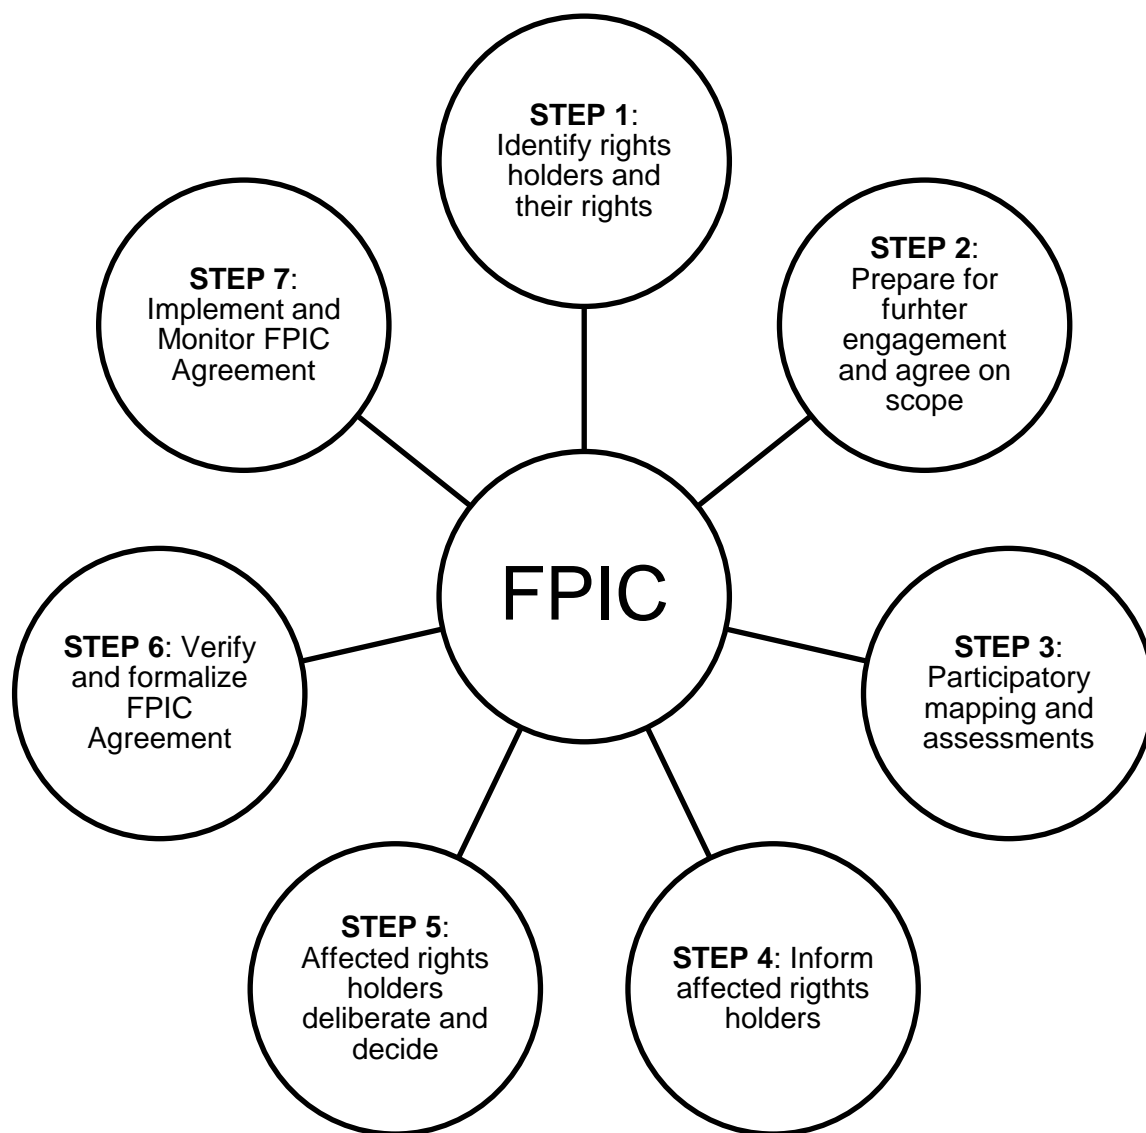 STEP 1:
Identify rights
holders and
their rights
STEP 2:
Prepare for
furhter
engagement
and agree on
scope
STEP 3:
Participatory
mapping and
assessments
STEP 4: Inform
affected rigthts
holders
STEP 5:
Affected rights
holders
deliberate and
decide
STEP 6: Verify
and formalize
FPIC
Agreement
STEP 7:
Implement and
Monitor FPIC
Agreement
FPIC